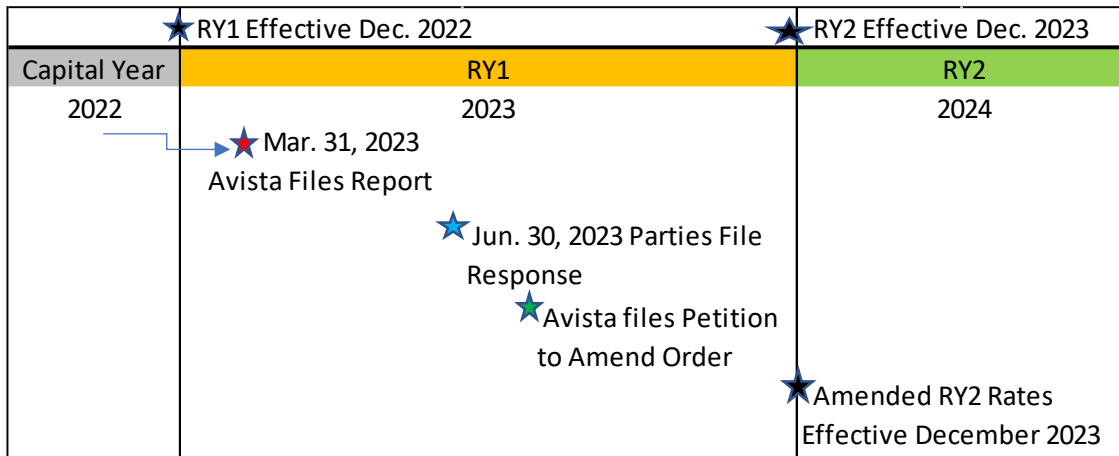 RY1 Effective Dec. 2022
RY2 Effective Dec. 2023
Capital Year
RY1
RY2
2022
2023
2024
Mar. 31, 2023
Avista Files Report
Jun. 30, 2023 Parties File
Response
Avista files Petition
to Amend Order
Amended RY2 Rates
Effective December 2023